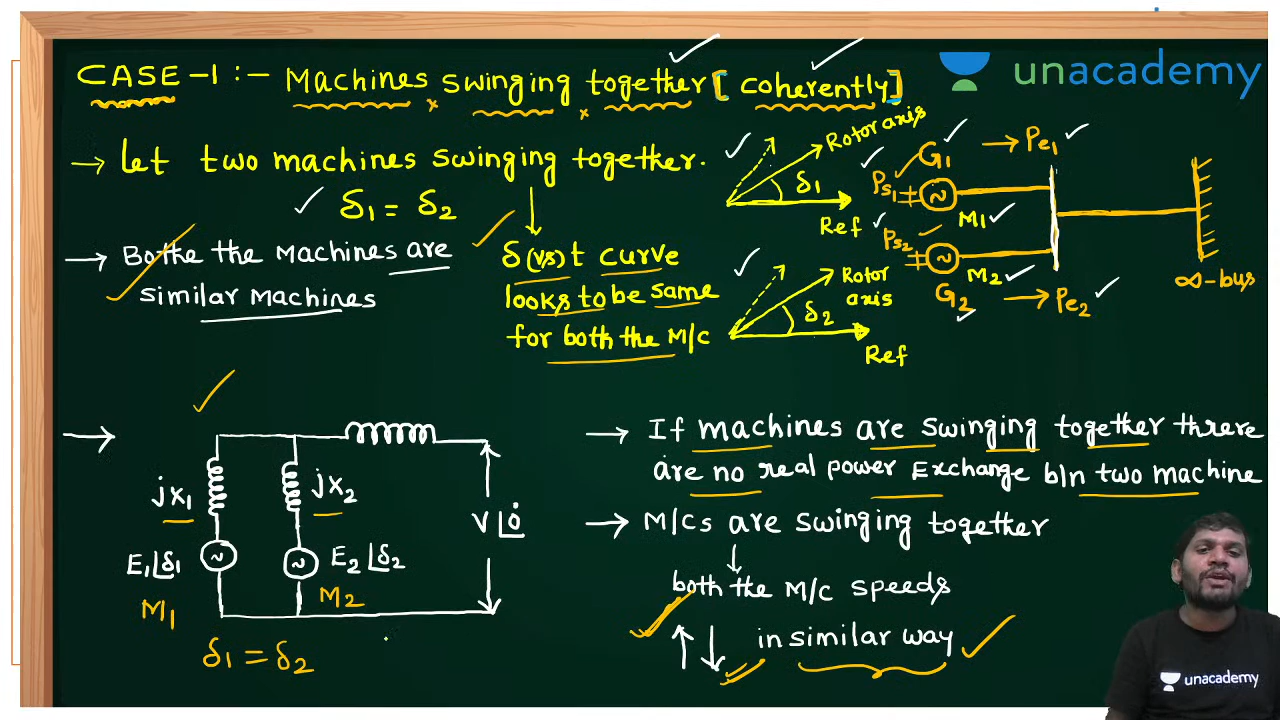 CASE-1:- Machines swinging together [coherently]
unacademy
→ Let two machines swinging together.
δ1 = δ2
→ Bothe the Machines are
similar Machines
δ (vs) t curve
looks to be same
for both the M/C
Rotor axis
δ1
Ref
Rotor
axis
δ2
Ref
G1 → Pe1
Ps1
M1
Ps2
M2
G2 → Pe2
∞-bus
jx1
jx2
E1∠δ1
E2∠δ2
V∠0°
M1
M2
δ1 = δ2
→ If machines are swinging together threre
are no real power Exchange b/n two machine
→ M/Cs are swinging together
both the M/C speeds
↑ ↓ in similar way
unacademy